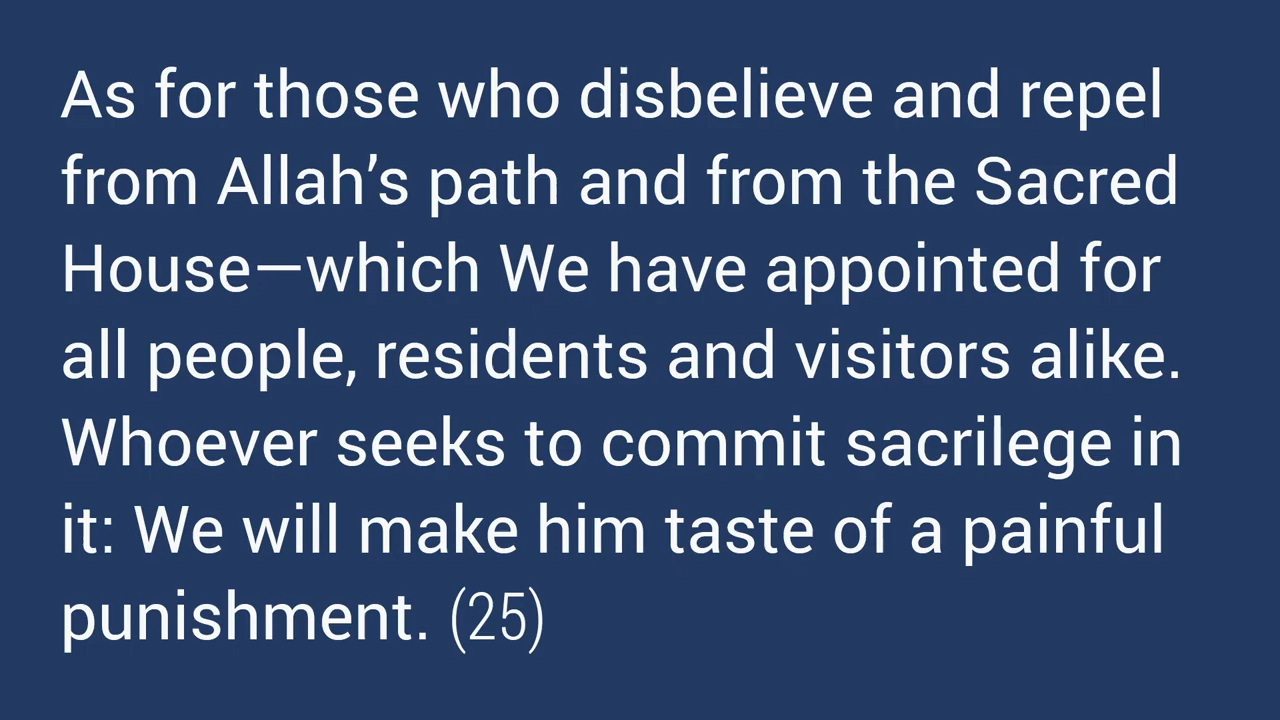 As for those who disbelieve and repel
from Allah’s path and from the Sacred
House—which We have appointed for
all people, residents and visitors alike.
Whoever seeks to commit sacrilege in
it: We will make him taste of a painful
punishment. (25)